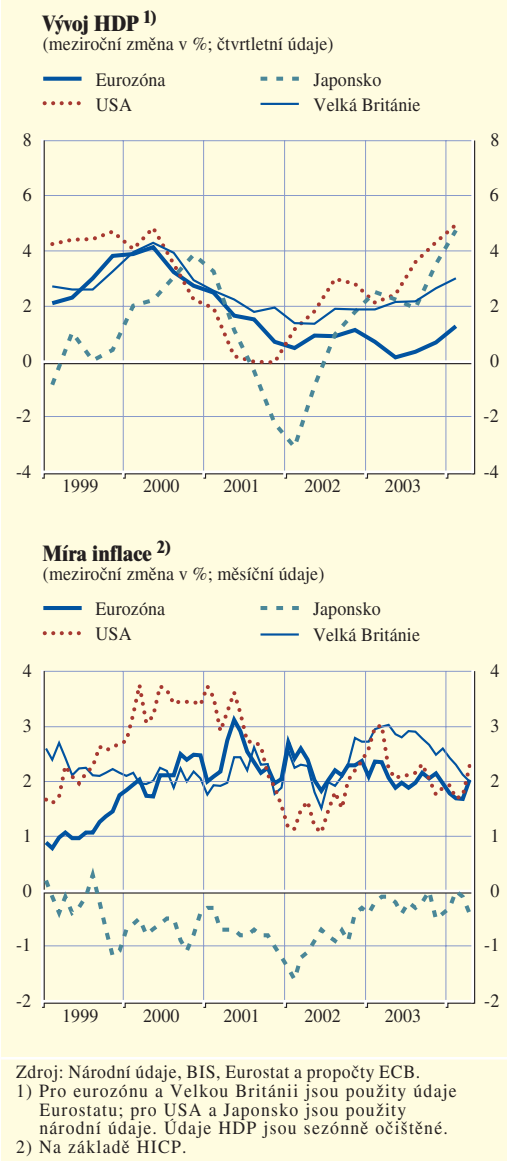 Vývoj HDP 1)
(meziroční změna v %; čtvrtletní údaje)
Eurozóna Japonsko
USA Velká Británie
8 8
6 6
4 4
2 2
0 0
-2 -2
-4 -4
1999 2000 2001 2002 2003
Míra inflace 2)
(meziroční změna v %; měsíční údaje)
Eurozóna Japonsko
USA Velká Británie
4 4
3 3
2 2
1 1
0 0
-1 -1
-2 -2
1999 2000 2001 2002 2003
Zdroj: Národní údaje, BIS, Eurostat a propočty ECB.
1) Pro eurozónu a Velkou Británii jsou použity údaje
Eurostatu; pro USA a Japonsko jsou použity
národní údaje. Údaje HDP jsou sezónně očištěné.
2) Na základě HICP.